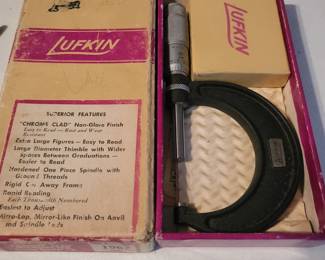 LUFKIN
SUPERIOR FEATURES
"CHROME CLAD" Non-Glare Finish
Easy to Read — Rust and Wear
Resistant
Extra Large Figures — Easy to Read
Large Diameter Thimble with Wider
Spaces Between Graduations —
Easier to Read
Hardened One Piece Spindle with
Ground Threads
Rigid Cut Away Frame
Rapid Reading
Each Thousandth Numbered
Easiest to Adjust
Micro-Lap, Mirror-Like Finish On Anvil
and Spindle Ends
LUFKIN